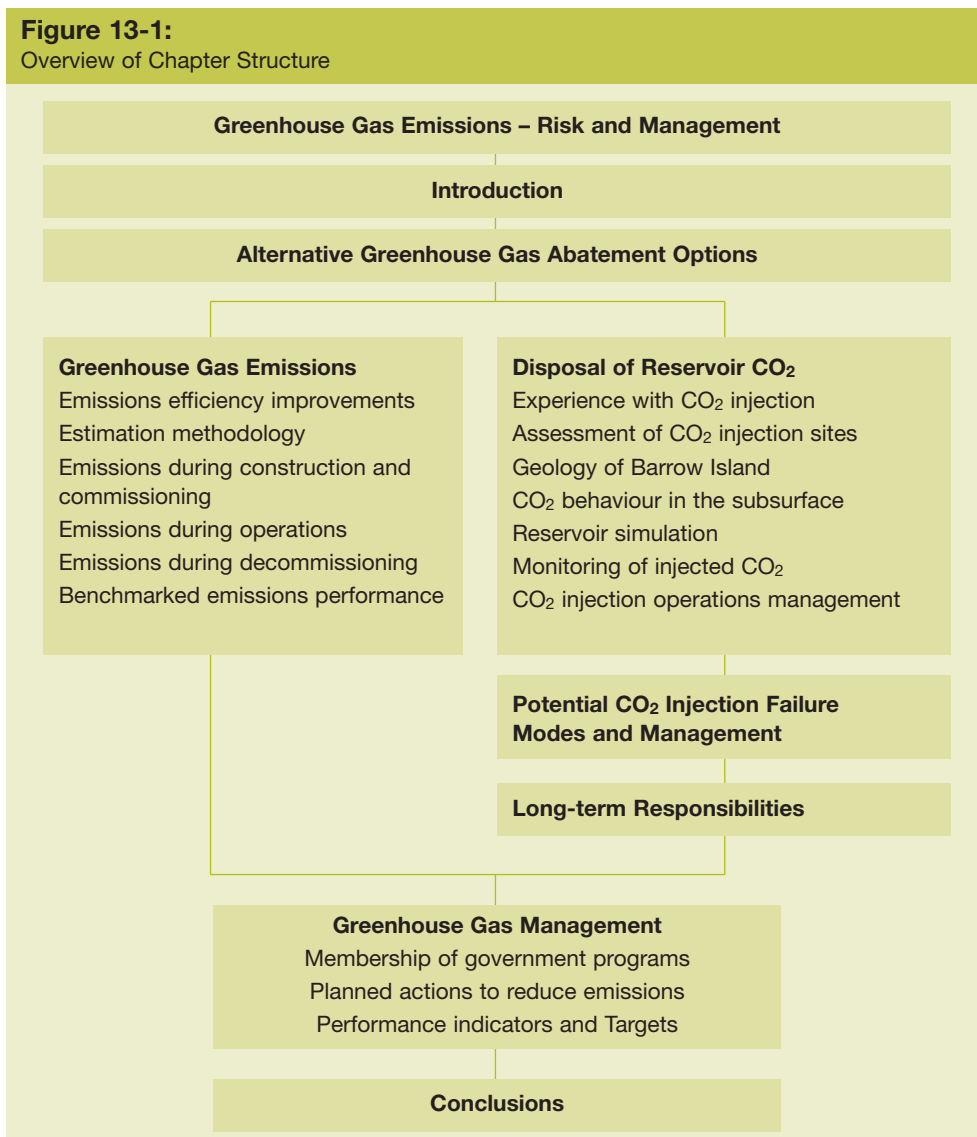 Figure 13-1:
Overview of Chapter Structure
Greenhouse Gas Emissions – Risk and Management
Introduction
Alternative Greenhouse Gas Abatement Options
Greenhouse Gas Emissions
Emissions efficiency improvements
Estimation methodology
Emissions during construction and
commissioning
Emissions during operations
Emissions during decommissioning
Benchmarked emissions performance
Disposal of Reservoir CO₂
Experience with CO₂ injection
Assessment of CO₂ injection sites
Geology of Barrow Island
CO₂ behaviour in the subsurface
Reservoir simulation
Monitoring of injected CO₂
CO₂ injection operations management
Potential CO₂ Injection Failure
Modes and Management
Long-term Responsibilities
Greenhouse Gas Management
Membership of government programs
Planned actions to reduce emissions
Performance indicators and Targets
Conclusions